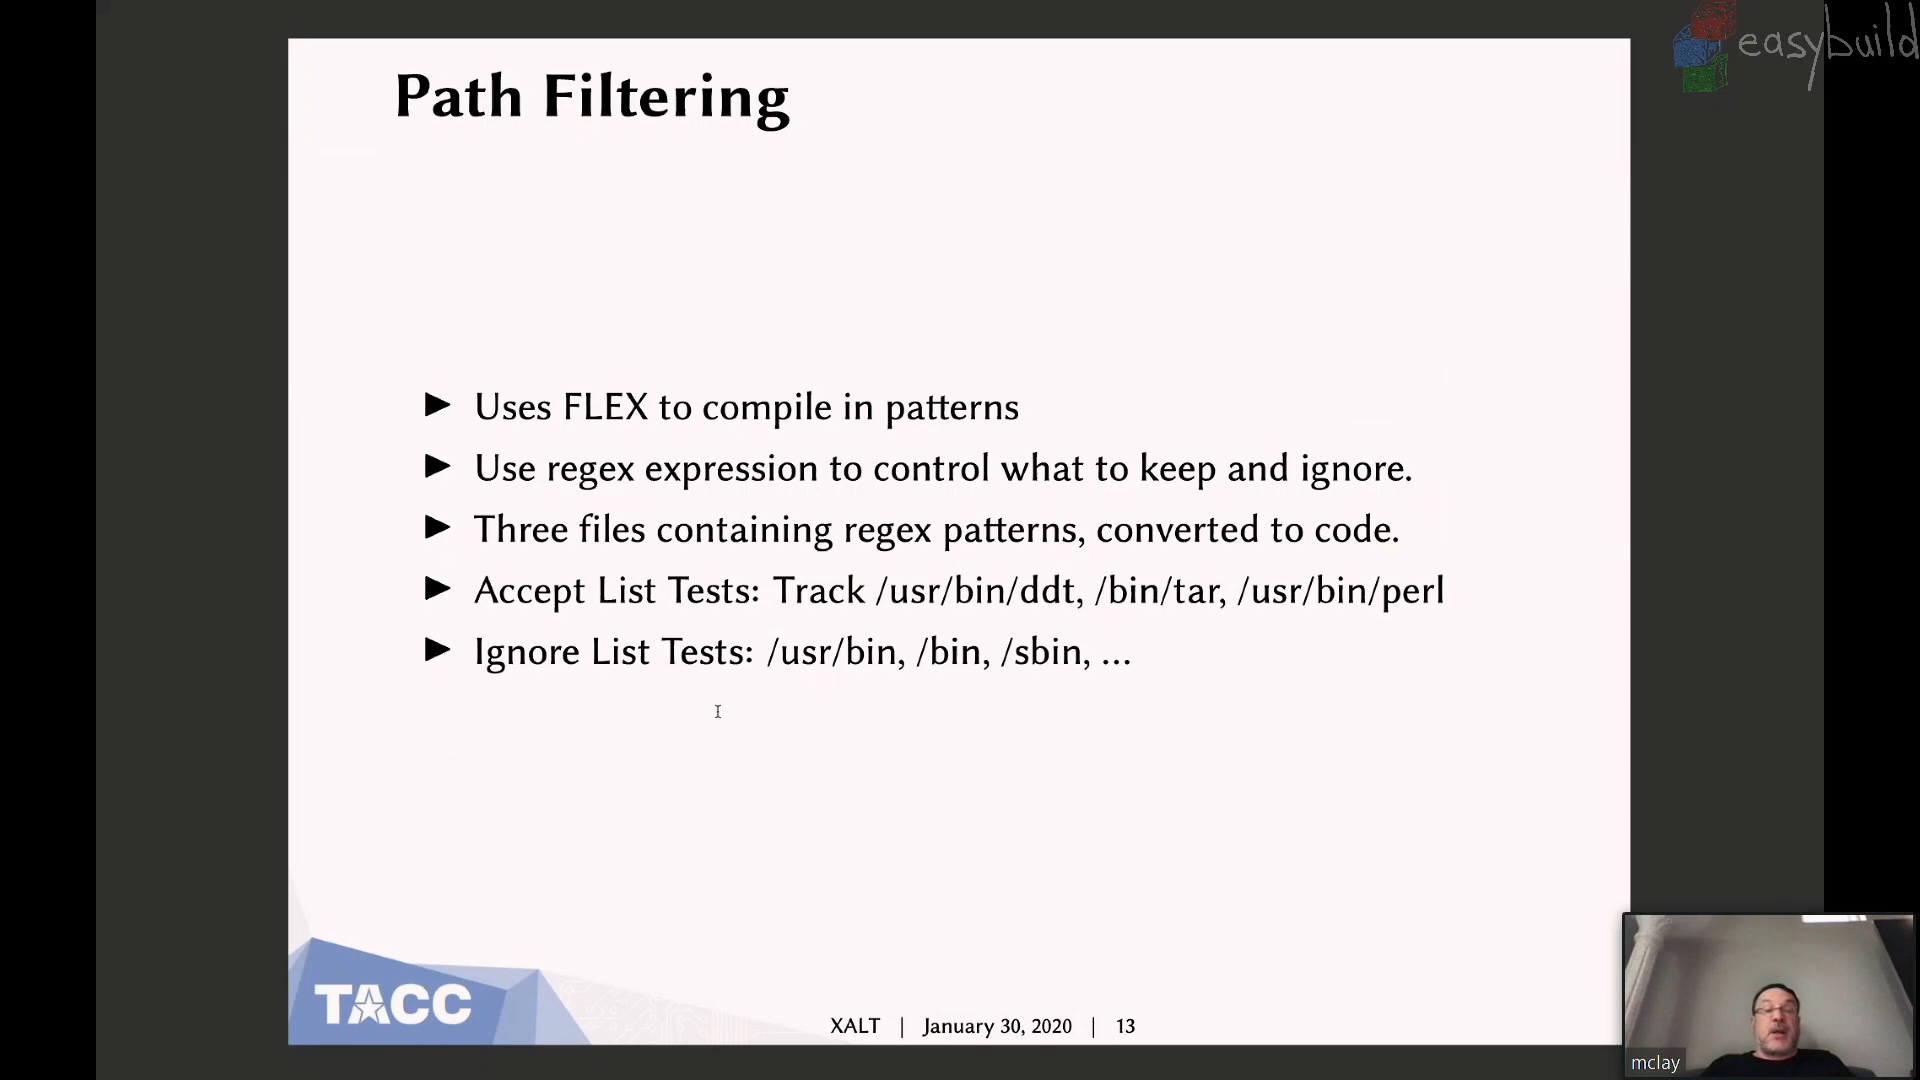 easybuild
Path Filtering
▶ Uses FLEX to compile in patterns
▶ Use regex expression to control what to keep and ignore.
▶ Three files containing regex patterns, converted to code.
▶ Accept List Tests: Track /usr/bin/ddt, /bin/tar, /usr/bin/perl
▶ Ignore List Tests: /usr/bin, /bin, /sbin, ...
TACC
XALT | January 30, 2020 | 13
mclay